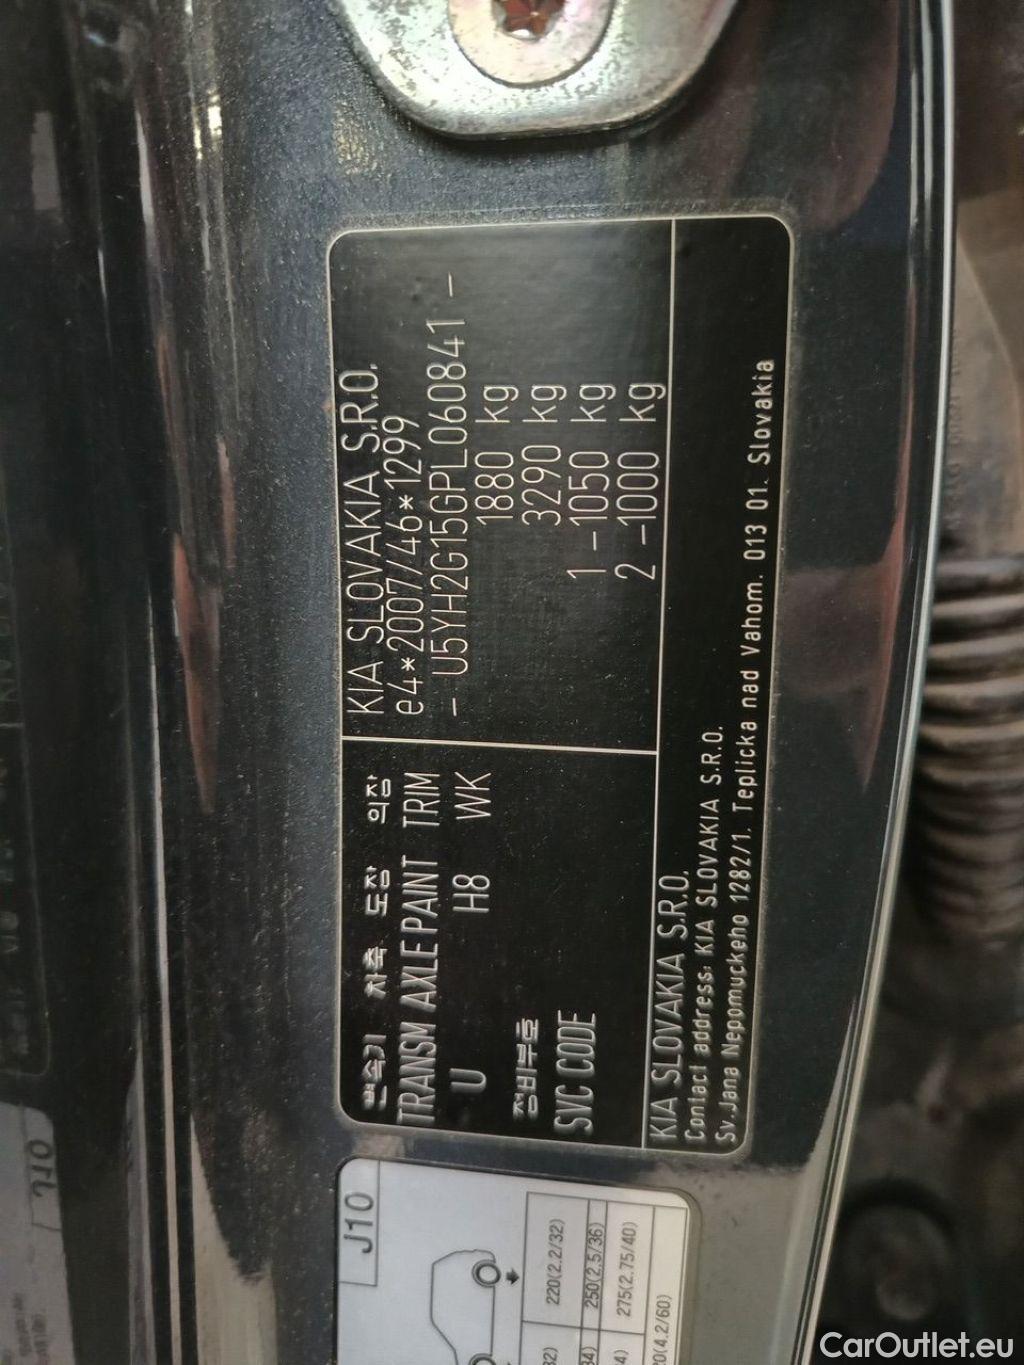 KIA SLOVAKIA S.R.O.
e4*2007/46*1299
- U5YH2G15GPL060841 -
1880 kg
3290 kg
1 -1050 kg
2 -1000 kg
변속기 차축 도장 의장
TRANSM AXLE PAINT TRIM
U H8 WK
정비부호
SVC CODE
KIA SLOVAKIA S.R.O.
Contact address: KIA SLOVAKIA S.R.O.
Sv.Jana Nepomuckeho 1282/1. Teplicka nad Vahom. 013 01. Slovakia
J10
220(2.2/32)
250(2.5/36)
275(2.75/40)
CarOutlet.eu